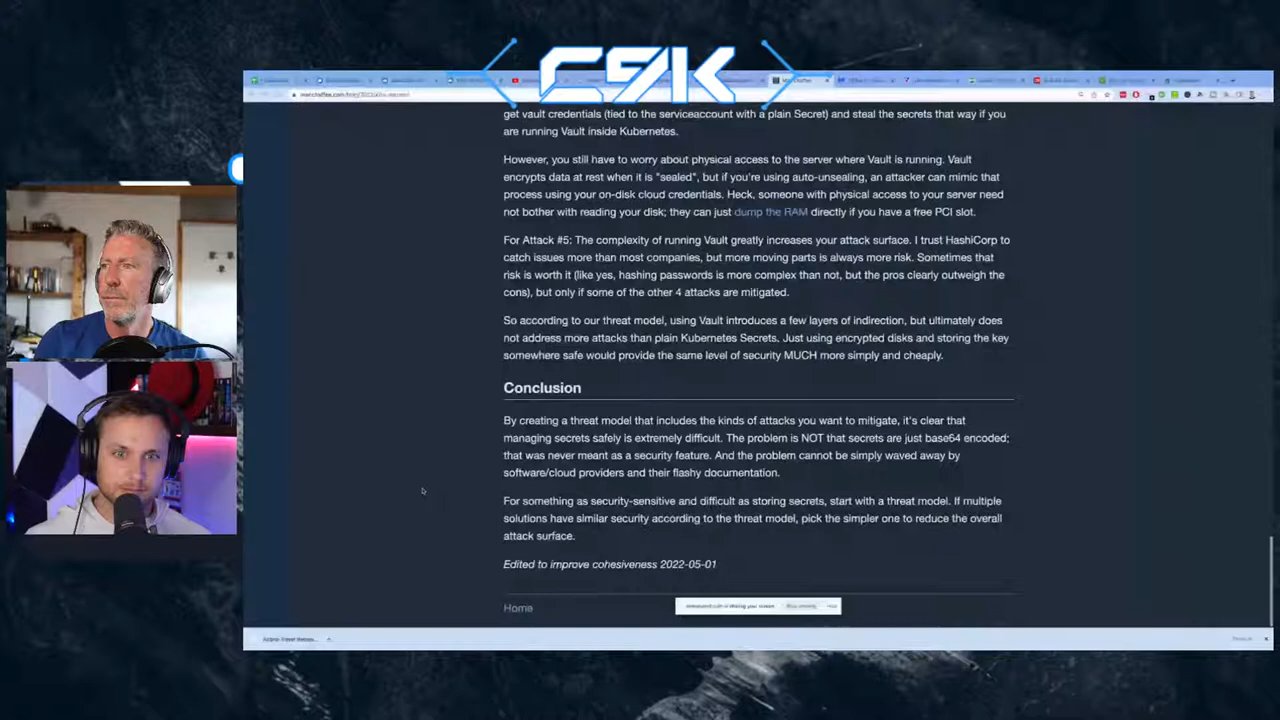 C9K
get vault credentials (tied to the serviceaccount with a plain Secret) and steal the secrets that way if you
are running Vault inside Kubernetes.
However, you still have to worry about physical access to the server where Vault is running. Vault
encrypts data at rest when it is "sealed", but if you're using auto-unsealing, an attacker can mimic that
process using your on-disk cloud credentials. Heck, someone with physical access to your server need
not bother with reading your disk; they can just dump the RAM directly if you have a free PCI slot.
For Attack #5: The complexity of running Vault greatly increases your attack surface. I trust HashiCorp to
catch issues more than most companies, but more moving parts is always more risk. Sometimes that
risk is worth it (like yes, hashing passwords is more complex than not, but the pros clearly outweigh the
cons), but only if some of the other 4 attacks are mitigated.
So according to our threat model, using Vault introduces a few layers of indirection, but ultimately does
not address more attacks than plain Kubernetes Secrets. Just using encrypted disks and storing the key
somewhere safe would provide the same level of security MUCH more simply and cheaply.
Conclusion
By creating a threat model that includes the kinds of attacks you want to mitigate, it's clear that
managing secrets safely is extremely difficult. The problem is NOT that secrets are just base64 encoded;
that was never meant as a security feature. And the problem cannot be simply waved away by
software/cloud providers and their flashy documentation.
For something as security-sensitive and difficult as storing secrets, start with a threat model. If multiple
solutions have similar security according to the threat model, pick the simpler one to reduce the overall
attack surface.
Edited to improve cohesiveness 2022-05-01
Home